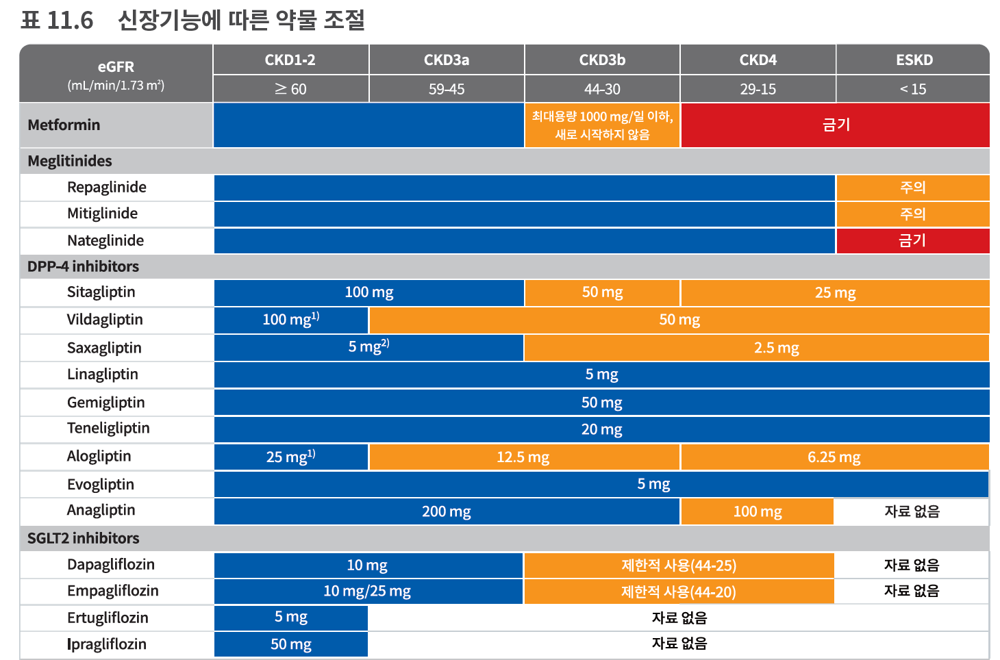 표 11.6 신장기능에 따른 약물 조절
eGFR
(mL/min/1.73 m²)
CKD1-2 CKD3a CKD3b CKD4 ESKD
≥ 60 59-45 44-30 29-15 < 15
Metformin 최대용량 1000 mg/일 이하, 금기
새로 시작하지 않음
Meglitinides
Repaglinide 주의
Mitiglinide 주의
Nateglinide 금기
DPP-4 inhibitors
Sitagliptin 100 mg 50 mg 25 mg
Vildagliptin 100 mg¹⁾ 50 mg
Saxagliptin 5 mg²⁾ 2.5 mg
Linagliptin 5 mg
Gemigliptin 50 mg
Teneligliptin 20 mg
Alogliptin 25 mg¹⁾ 12.5 mg 6.25 mg
Evogliptin 5 mg
Anagliptin 200 mg 100 mg 자료 없음
SGLT2 inhibitors
Dapagliflozin 10 mg 제한적 사용(44-25) 자료 없음
Empagliflozin 10 mg/25 mg 제한적 사용(44-20) 자료 없음
Ertugliflozin 5 mg 자료 없음
Ipragliflozin 50 mg 자료 없음